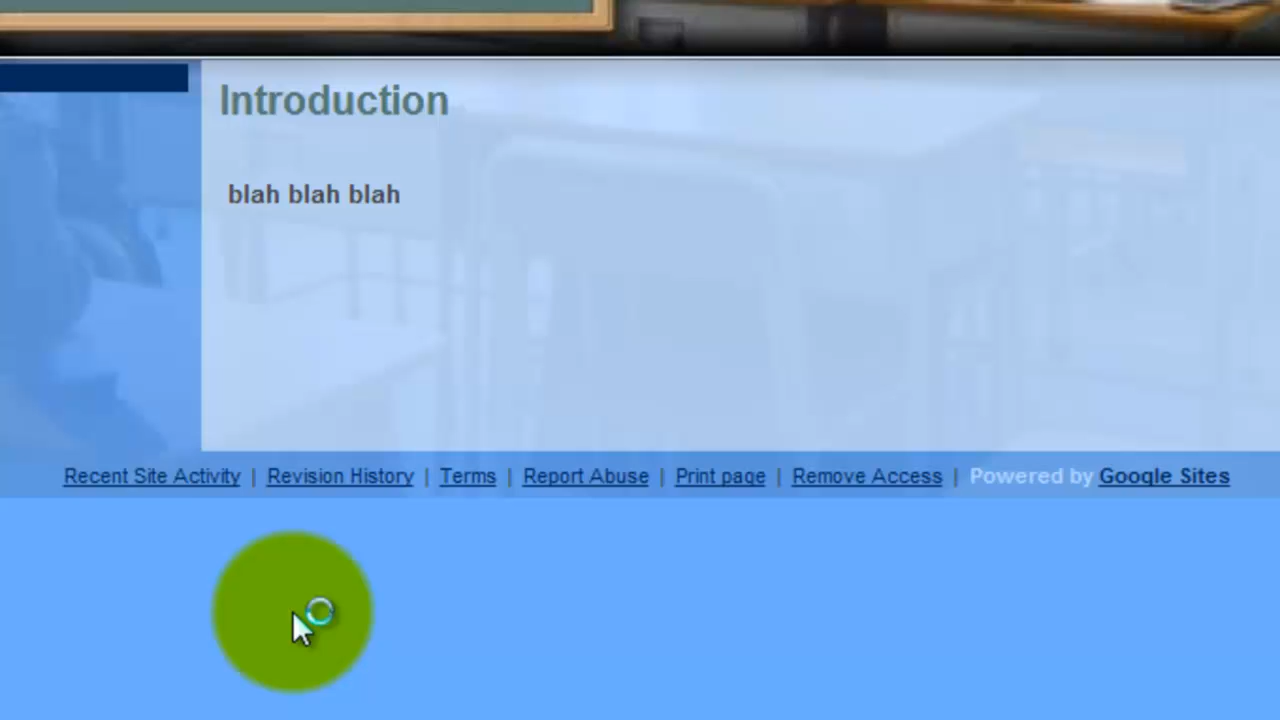 Introduction
blah blah blah
Recent Site Activity | Revision History | Terms | Report Abuse | Print page | Remove Access | Powered by Google Sites